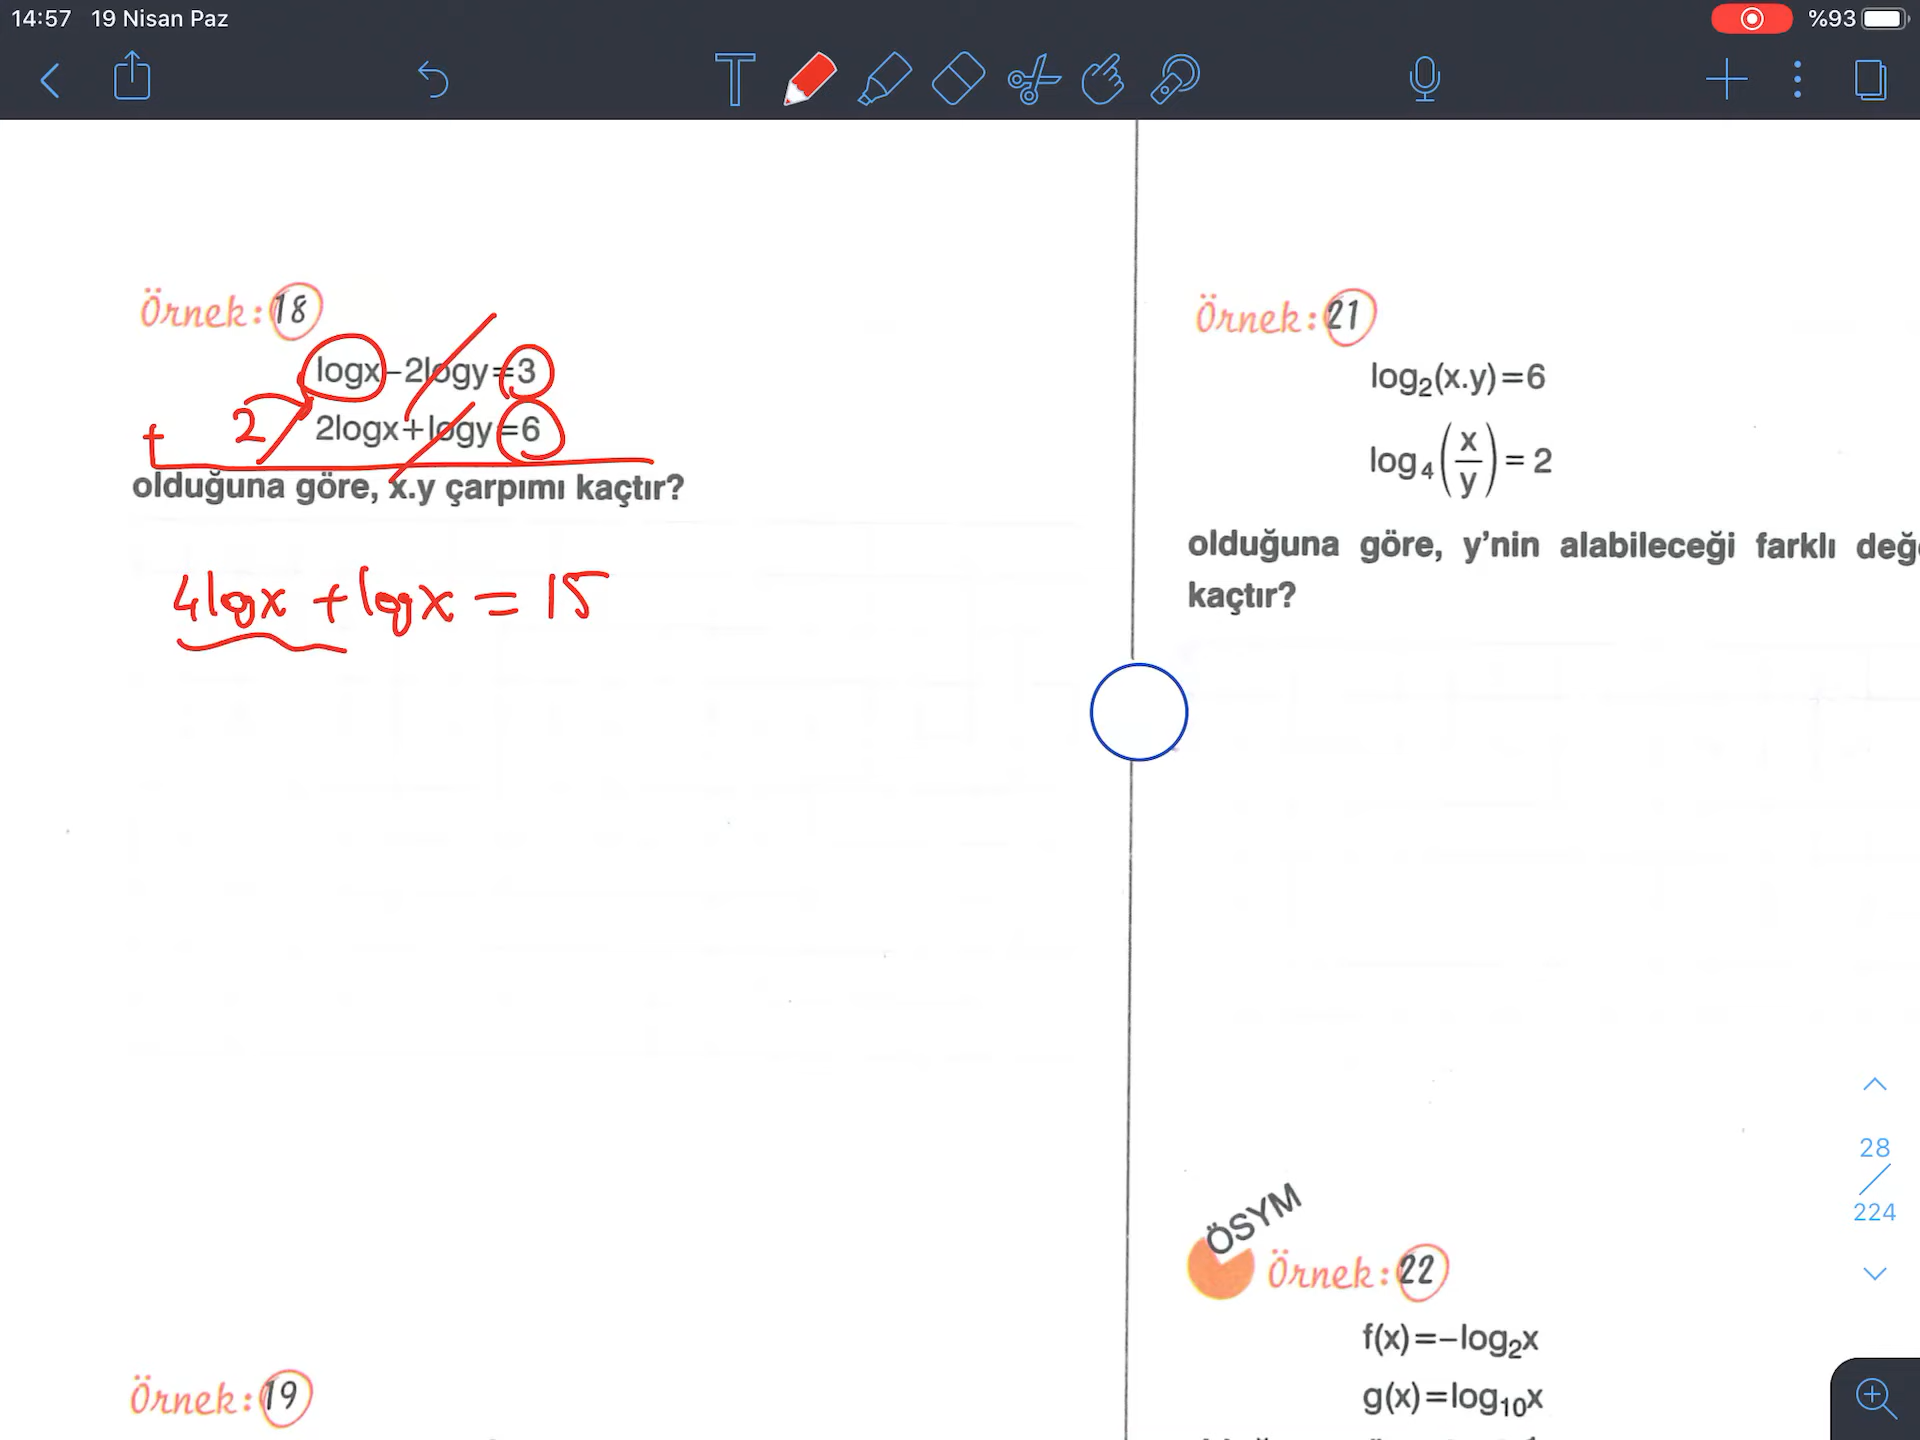 14:57 19 Nisan Paz
%93
Örnek: 18
logx−2logy=3
2logx+logy=6
2
+
olduğuna göre, x.y çarpımı kaçtır?
4logx + logx = 15
Örnek: 19
Örnek: 21
log₂(x.y)=6
log₄(x/y)=2
olduğuna göre, y'nin alabileceği farklı değe
kaçtır?
ÖSYM
Örnek: 22
f(x)=−log₂x
g(x)=log₁₀x
28
/
224